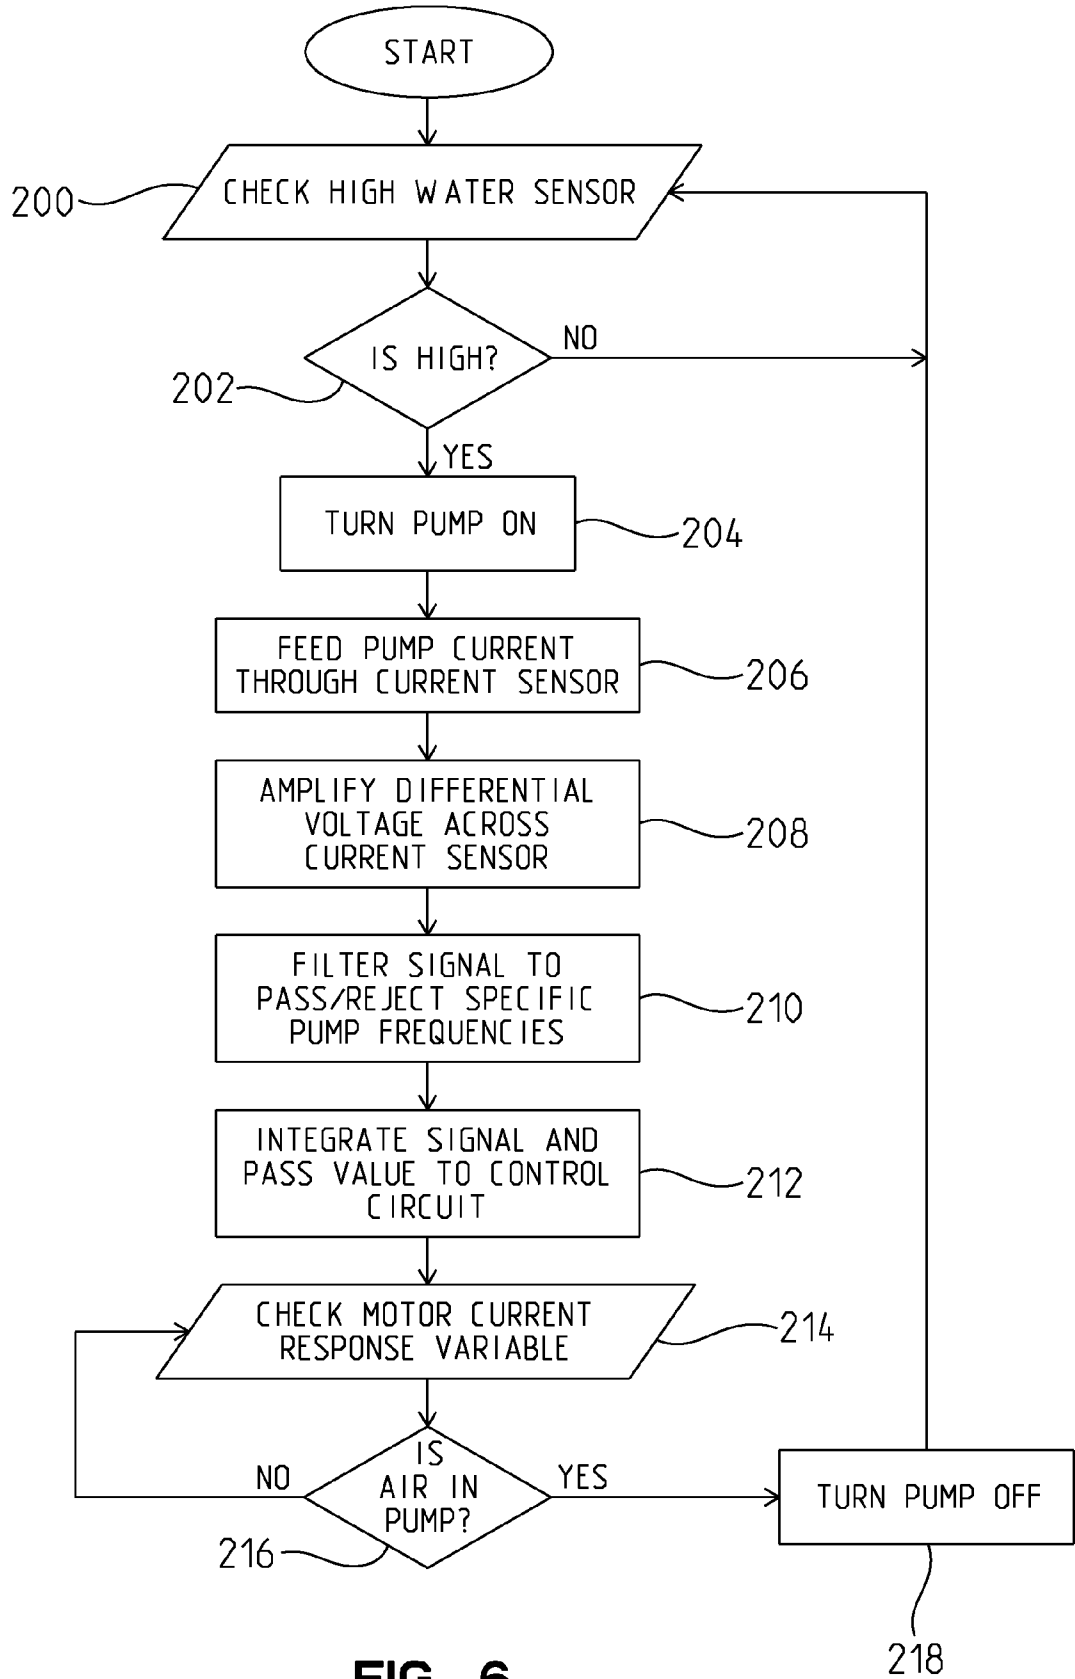 START
200
CHECK HIGH WATER SENSOR
IS HIGH?
NO
202
YES
TURN PUMP ON
204
FEED PUMP CURRENT
THROUGH CURRENT SENSOR
206
AMPLIFY DIFFERENTIAL
VOLTAGE ACROSS
CURRENT SENSOR
208
FILTER SIGNAL TO
PASS/REJECT SPECIFIC
PUMP FREQUENCIES
210
INTEGRATE SIGNAL AND
PASS VALUE TO CONTROL
CIRCUIT
212
CHECK MOTOR CURRENT
RESPONSE VARIABLE
214
NO
IS
AIR IN
PUMP?
YES
216
TURN PUMP OFF
218
FIG. 6